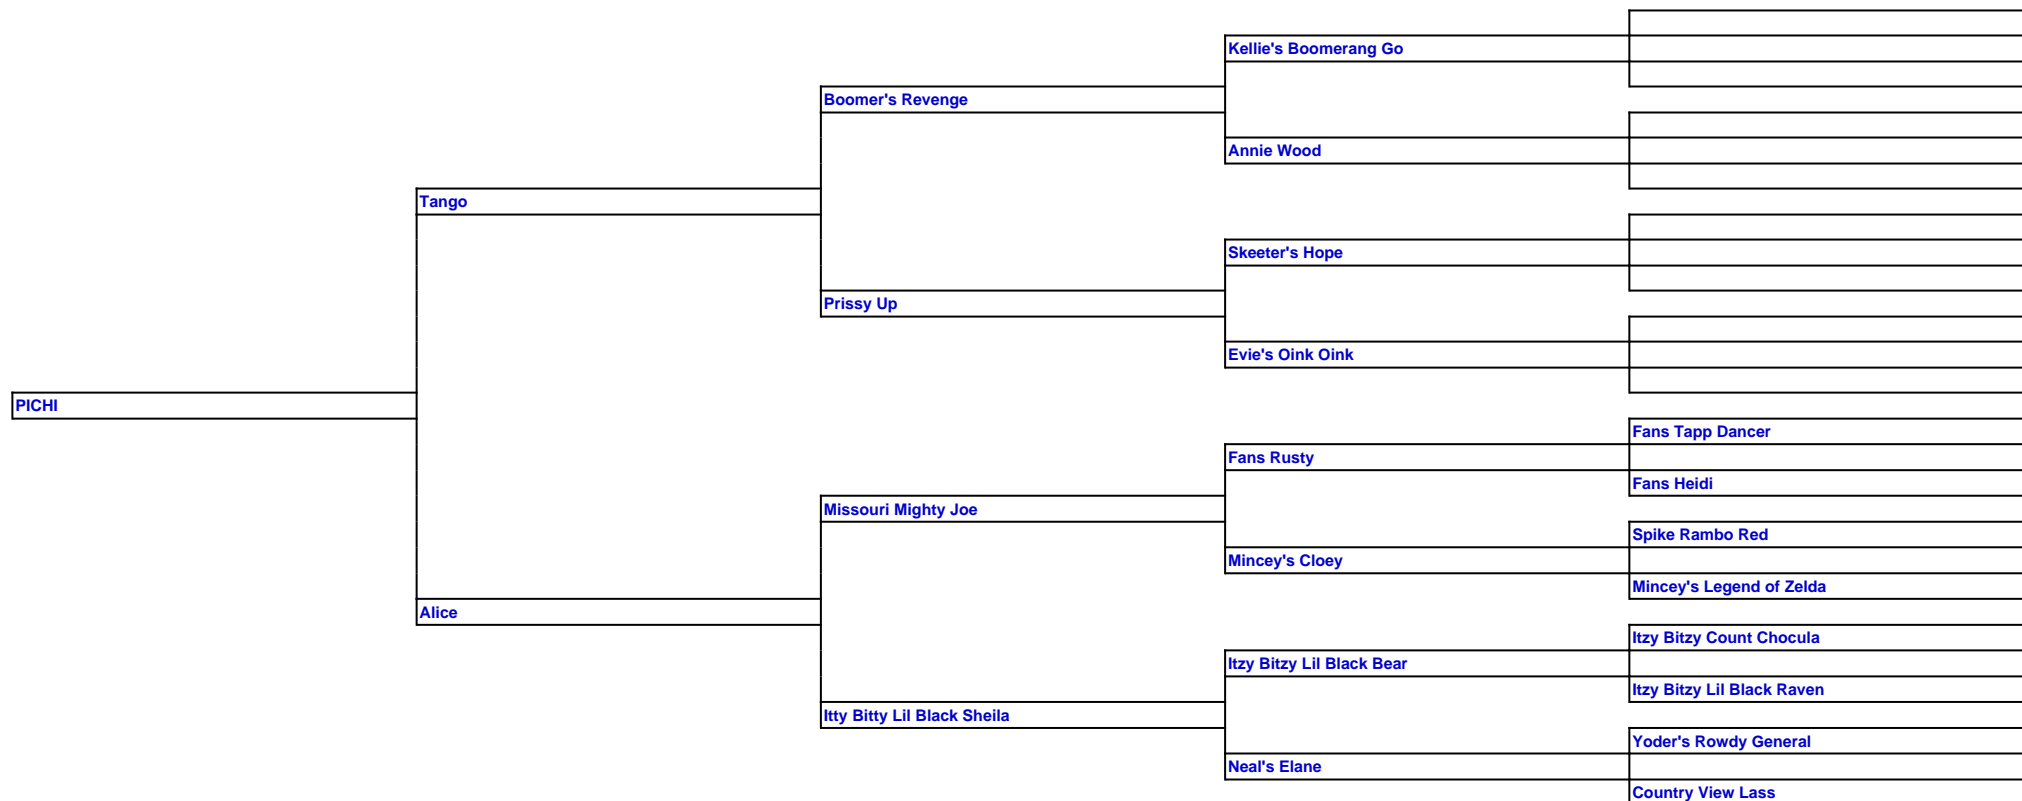 Kellie's Boomerang Go
Boomer's Revenge
Annie Wood
Tango
Skeeter's Hope
Prissy Up
Evie's Oink Oink
PICHI
Fans Tapp Dancer
Fans Rusty
Fans Heidi
Missouri Mighty Joe
Spike Rambo Red
Mincey's Cloey
Mincey's Legend of Zelda
Alice
Itzy Bitzy Count Chocula
Itzy Bitzy Lil Black Bear
Itzy Bitzy Lil Black Raven
Itty Bitty Lil Black Sheila
Yoder's Rowdy General
Neal's Elane
Country View Lass